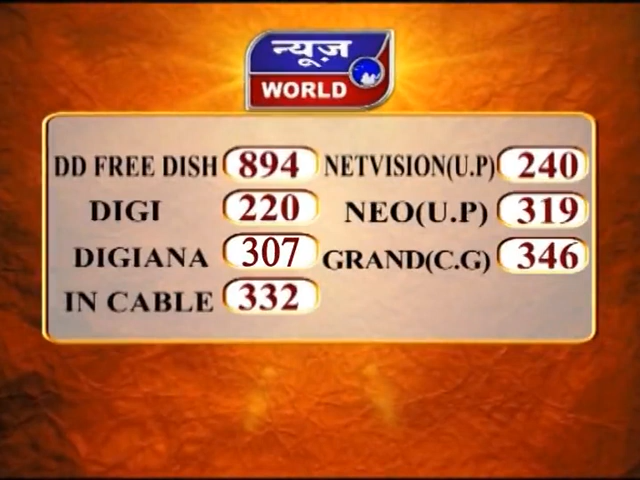 न्यूज़
WORLD
DD FREE DISH 894 NETVISION(U.P) 240
DIGI 220 NEO(U.P) 319
DIGIANA 307 GRAND(C.G) 346
IN CABLE 332